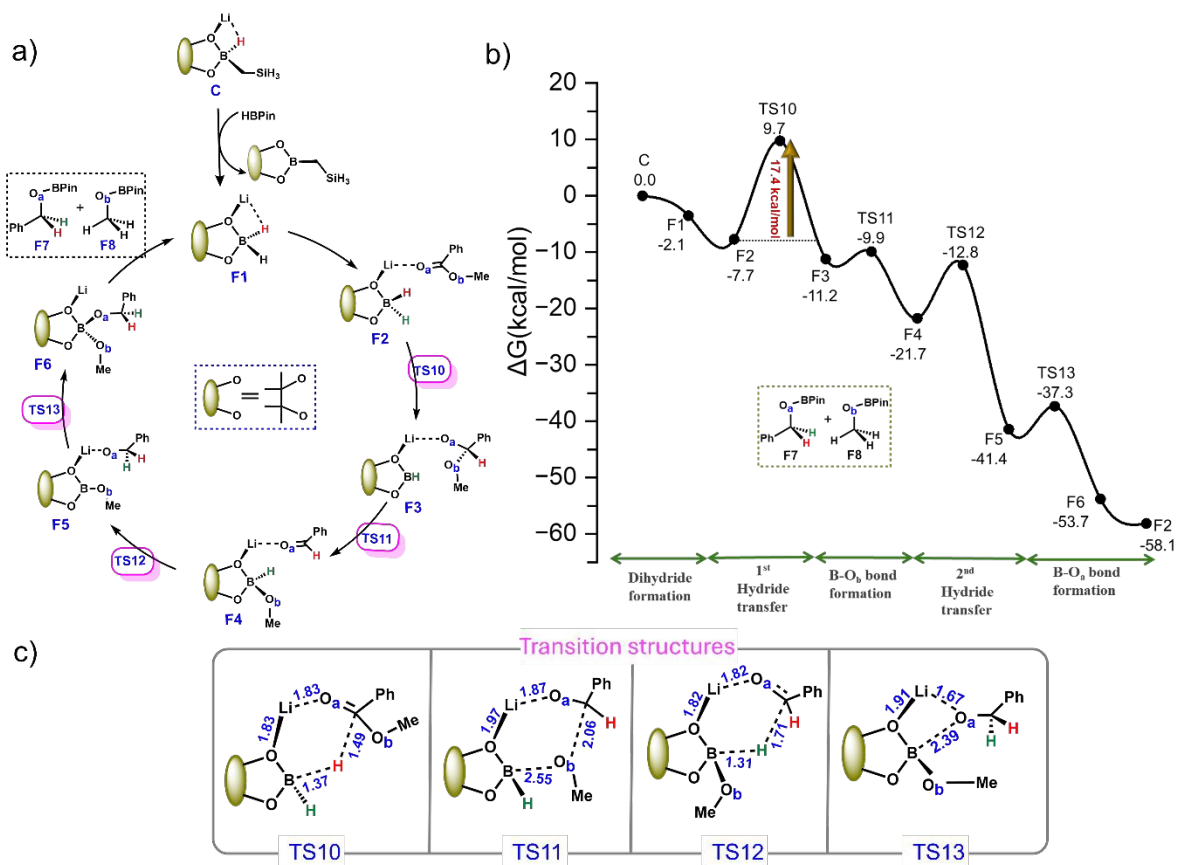 a)
Li
O
H
B
O
SiH3
C
HBPin
O
B
O
SiH3
O–BPin
a
Ph
H
H
F7
+
O–BPin
b
H
H
H
F8
Li
O
H
B
O
H
F1
Li
Oa
Ph
Ob
Me
O
H
B
O
H
F2
TS10
Li
Oa
Ph
H
Ob
Me
O
BH
O
F3
TS11
Li
Oa
Ph
H
O
H
B
O
Ob
Me
F4
TS12
Li
Oa
Ph
H
H
O
B–Ob
O
Me
F5
TS13
Li
Ph
O
Oa
H
H
B
O
Ob
Me
F6
O
O
=
O
O
b)
ΔG(kcal/mol)
20
10
0
−10
−20
−30
−40
−50
−60
C
0.0
F1
-2.1
F2
-7.7
TS10
9.7
17.4 kcal/mol
F3
-11.2
TS11
-9.9
F4
-21.7
TS12
-12.8
F5
-41.4
TS13
-37.3
F6
-53.7
F2
-58.1
O–BPin
a
Ph
H
H
F7
+
O–BPin
b
H
H
H
F8
Dihydride
formation
1st
Hydride
transfer
B-Ob bond
formation
2nd
Hydride
transfer
B-Oa bond
formation
c)
Transition structures
Li
1.83
Oa
Ph
1.83
Ob
Me
1.49
O
B
1.37
H
O
H
TS10
Li
1.87
Oa
Ph
H
1.97
2.06
O
B
2.55
Ob
O
H
Me
TS11
Li
1.82
Oa
Ph
H
1.82
1.71
O
B
1.31
H
O
Ob
Me
TS12
Li
1.67
Oa
H
H
Ph
1.91
2.39
O
B
O
Ob
Me
TS13